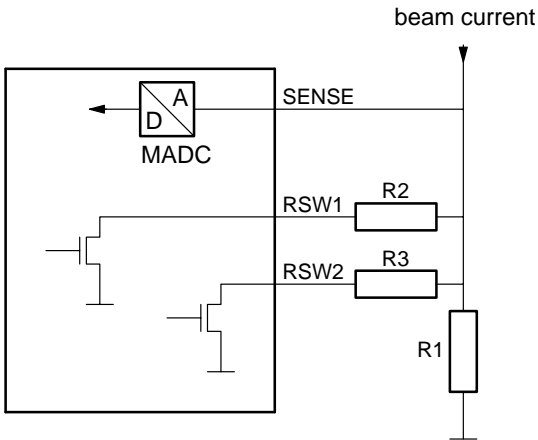 beam current
A
D
MADC
SENSE
RSW1
R2
RSW2
R3
R1